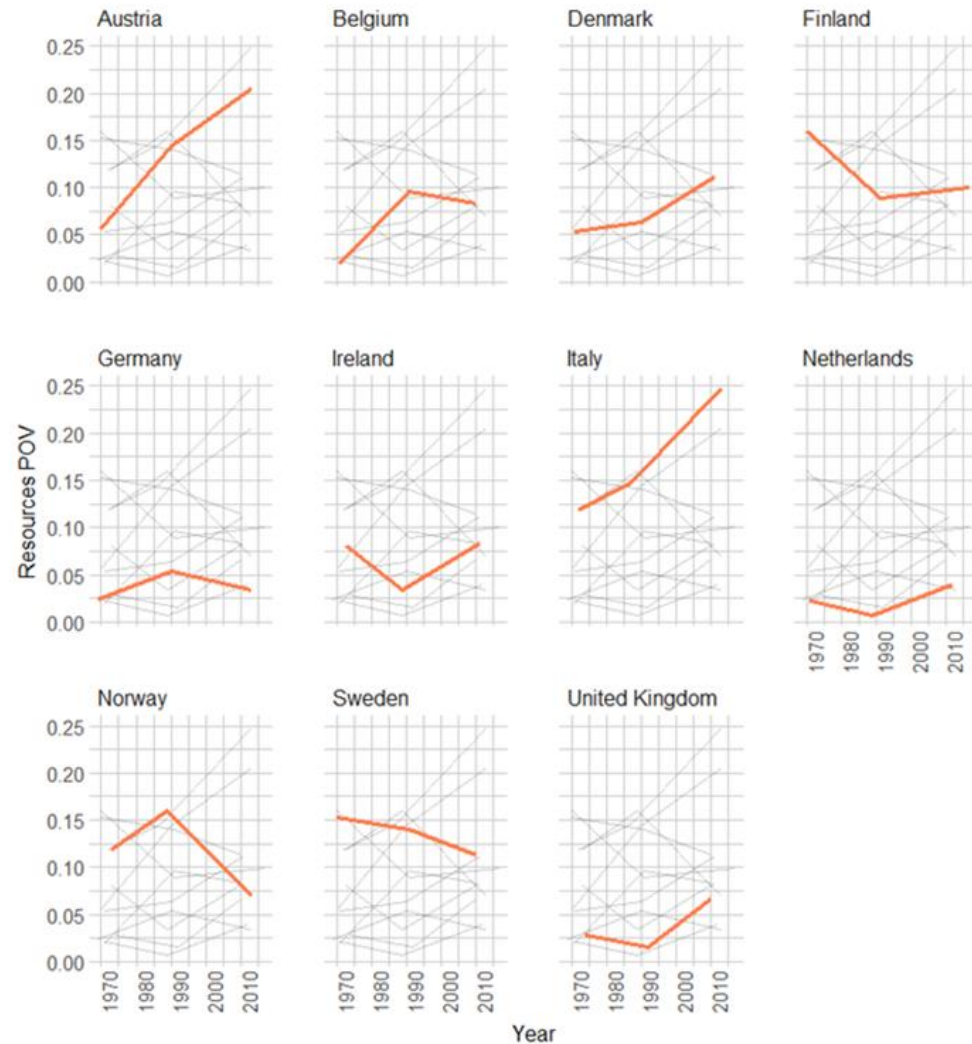 Austria Belgium Denmark Finland
0.25
0.20
0.15
0.10
0.05
0.00
Germany Ireland Italy Netherlands
0.25
0.20
0.15
0.10
0.05
0.00
1970 1980 1990 2000 2010
Resources POV
Norway Sweden United Kingdom
0.25
0.20
0.15
0.10
0.05
0.00
1970 1980 1990 2000 2010 1970 1980 1990 2000 2010 1970 1980 1990 2000 2010
Year